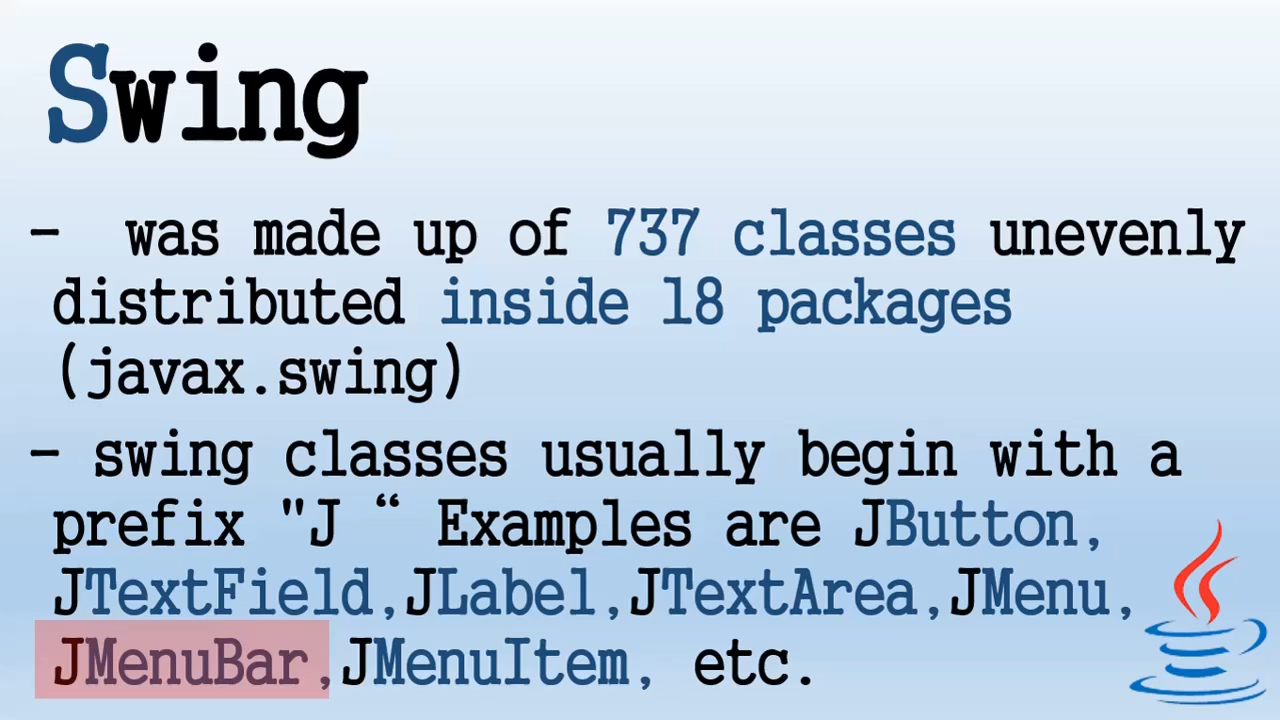 Swing
- was made up of 737 classes unevenly
distributed inside 18 packages
(javax.swing)
- swing classes usually begin with a
prefix "J “ Examples are JButton,
JTextField,JLabel,JTextArea,JMenu,
JMenuBar,JMenuItem, etc.